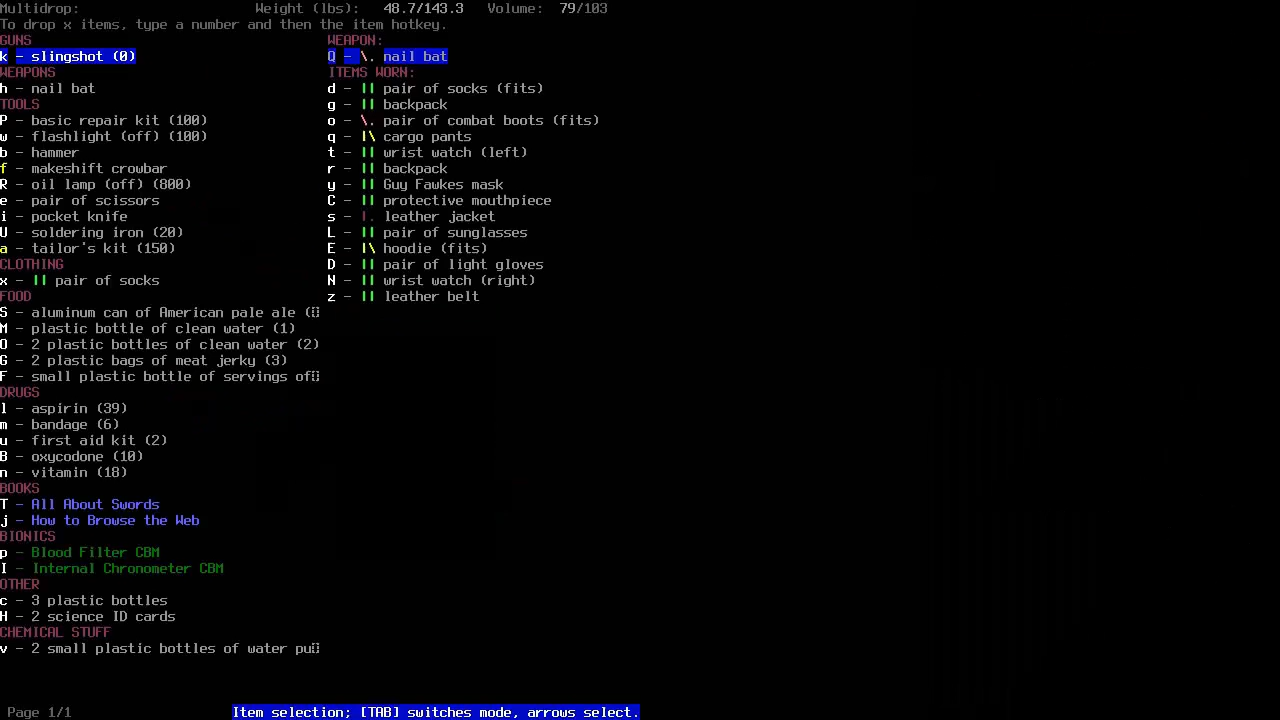 Multidrop: Weight (lbs): 48.7/143.3 Volume: 79/103
To drop x items, type a number and then the item hotkey.
GUNS
k - slingshot (0)
WEAPONS
h - nail bat
TOOLS
P - basic repair kit (100)
w - flashlight (off) (100)
b - hammer
f - makeshift crowbar
R - oil lamp (off) (800)
e - pair of scissors
i - pocket knife
U - soldering iron (20)
a - tailor's kit (150)
CLOTHING
x - || pair of socks
FOOD
S - aluminum can of American pale ale (
M - plastic bottle of clean water (1)
O - 2 plastic bottles of clean water (2)
G - 2 plastic bags of meat jerky (3)
F - small plastic bottle of servings of
DRUGS
l - aspirin (39)
m - bandage (6)
u - first aid kit (2)
B - oxycodone (10)
n - vitamin (18)
BOOKS
T - All About Swords
j - How to Browse the Web
BIONICS
p - Blood Filter CBM
I - Internal Chronometer CBM
OTHER
c - 3 plastic bottles
H - 2 science ID cards
CHEMICAL STUFF
v - 2 small plastic bottles of water pu
WEAPON:
Q - \. nail bat
ITEMS WORN:
d - || pair of socks (fits)
g - || backpack
o - \. pair of combat boots (fits)
q - |\ cargo pants
t - || wrist watch (left)
r - || backpack
y - || Guy Fawkes mask
C - || protective mouthpiece
s - |. leather jacket
L - || pair of sunglasses
E - |\ hoodie (fits)
D - || pair of light gloves
N - || wrist watch (right)
z - || leather belt
Page 1/1 Item selection; [TAB] switches mode, arrows select.